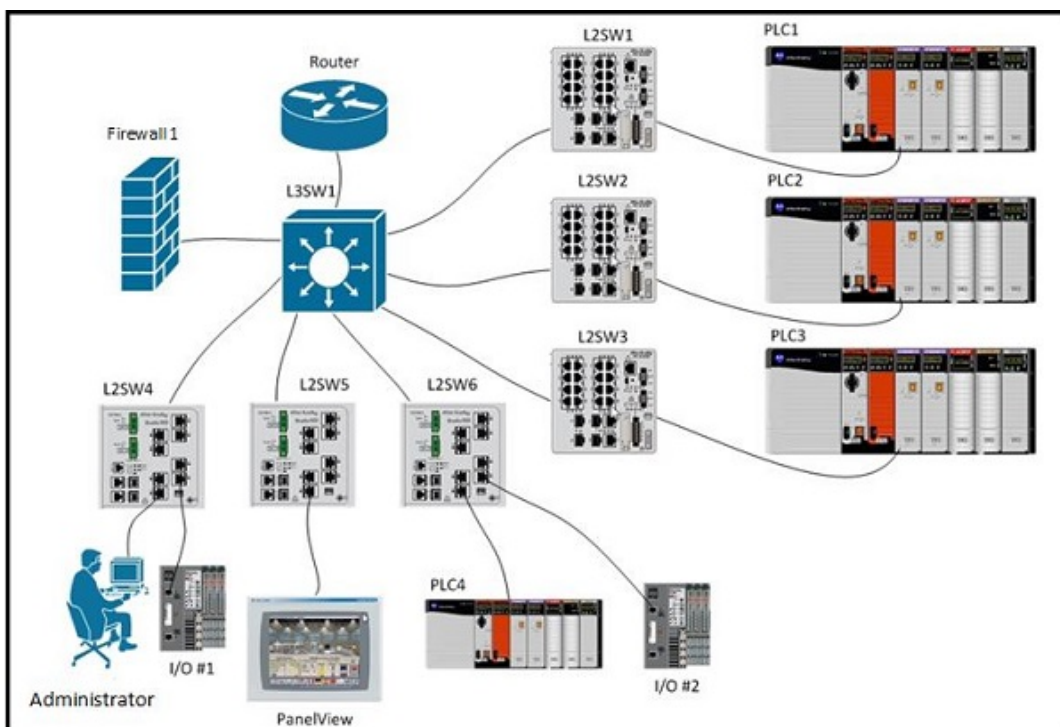 L2SW1
PLC1
Router
Firewall 1
L3SW1
L2SW2
PLC2
L2SW3
PLC3
L2SW4
L2SW5
L2SW6
PLC4
I/O #1
I/O #2
Administrator
PanelView